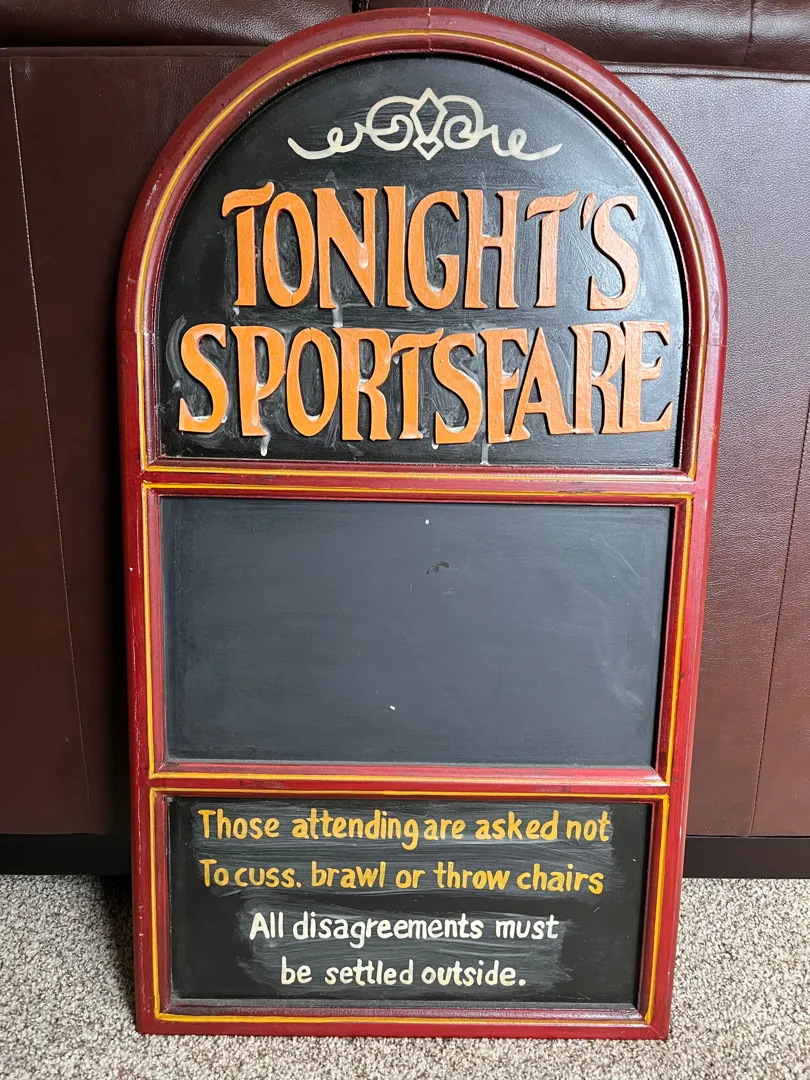 TONIGHT'S
SPORTSFARE
Those attending are asked not
To cuss. brawl or throw chairs
All disagreements must
be settled outside.